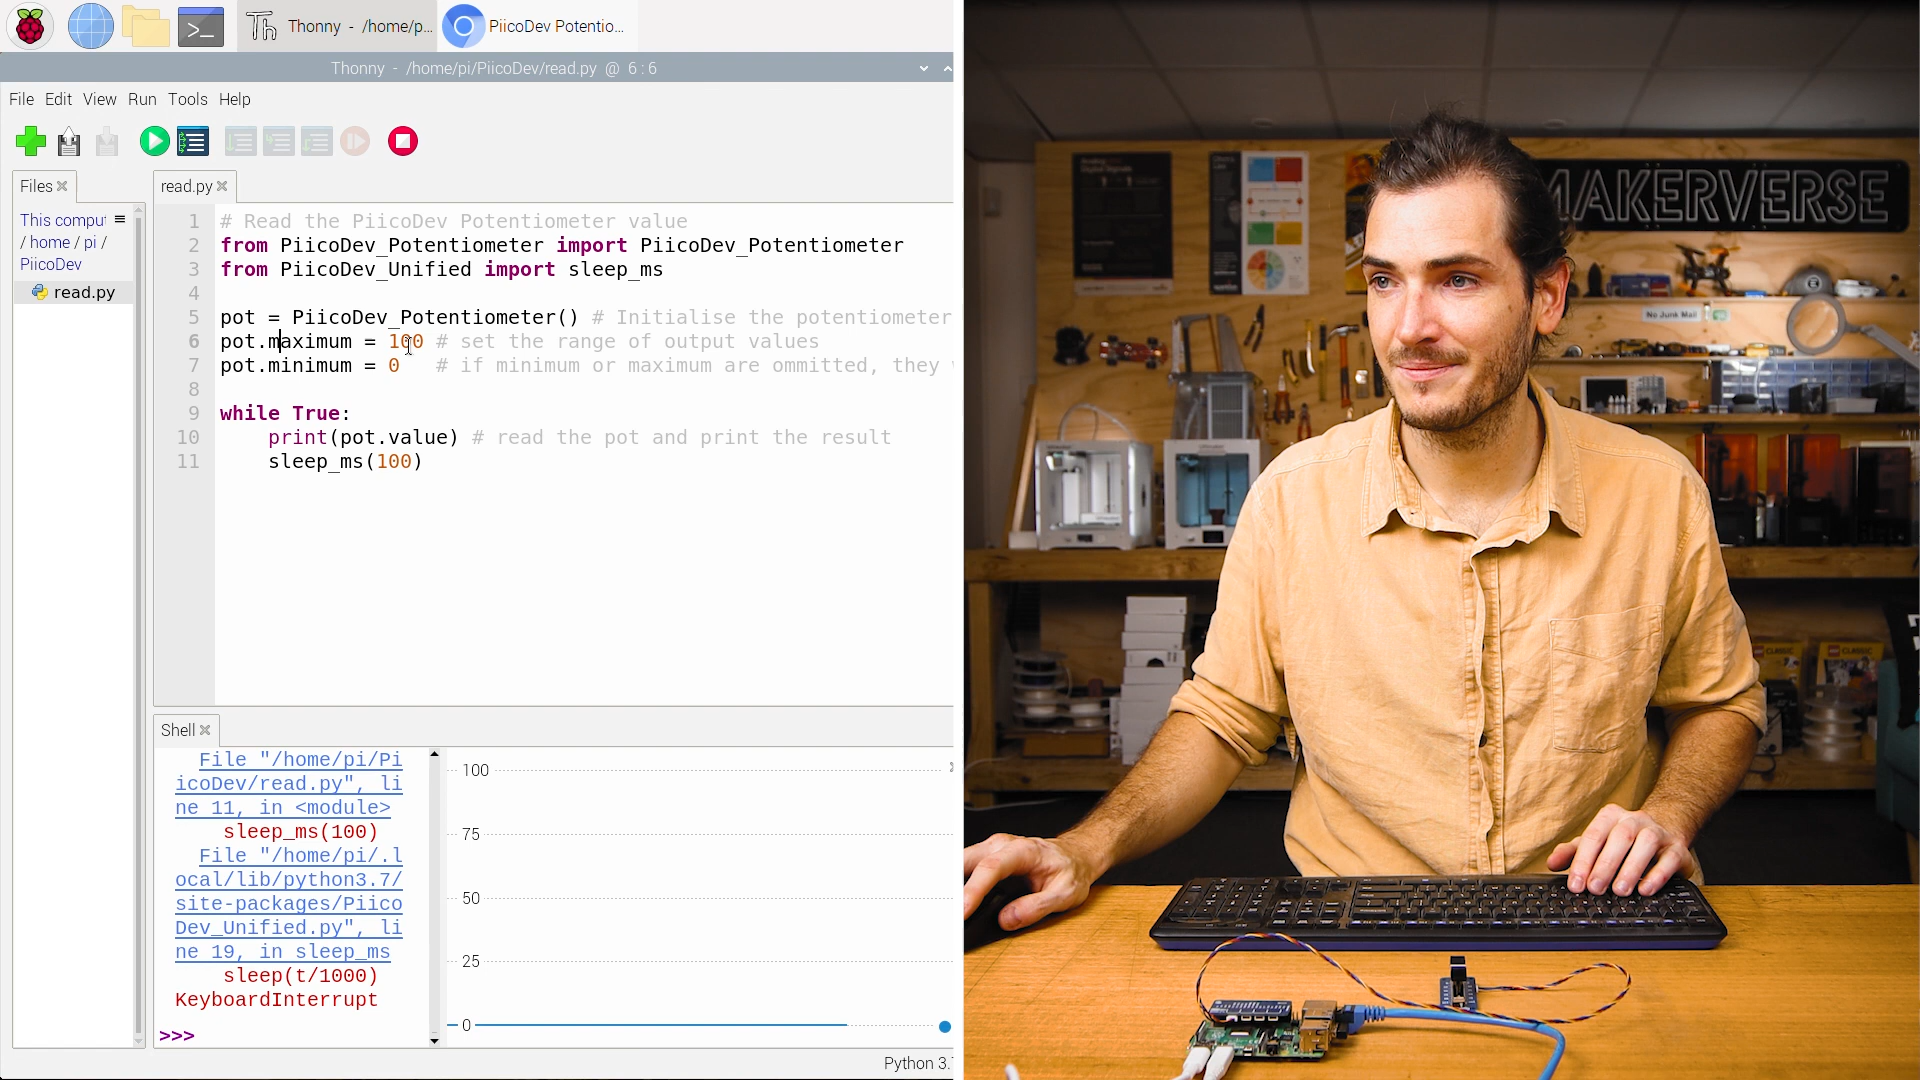 Thonny - /home/p...
PiicoDev Potentio...
Thonny - /home/pi/PiicoDev/read.py @ 6:6
File Edit View Run Tools Help
Files
read.py
This comput
/ home / pi /
PiicoDev
read.py
1 # Read the PiicoDev Potentiometer value
2 from PiicoDev_Potentiometer import PiicoDev_Potentiometer
3 from PiicoDev_Unified import sleep_ms
4
5 pot = PiicoDev_Potentiometer() # Initialise the potentiometer
6 pot.maximum = 100 # set the range of output values
7 pot.minimum = 0 # if minimum or maximum are ommitted, they
8
9 while True:
10 print(pot.value) # read the pot and print the result
11 sleep_ms(100)
Shell
File "/home/pi/Pi
icoDev/read.py", li
ne 11, in <module>
sleep_ms(100)
File "/home/pi/.l
ocal/lib/python3.7/
site-packages/Piico
Dev_Unified.py", li
ne 19, in sleep_ms
sleep(t/1000)
KeyboardInterrupt
>>>
100
75
50
25
0
Python 3.
MAKERVERSE
No Junk Mail
CLASSIC
CLASSIC